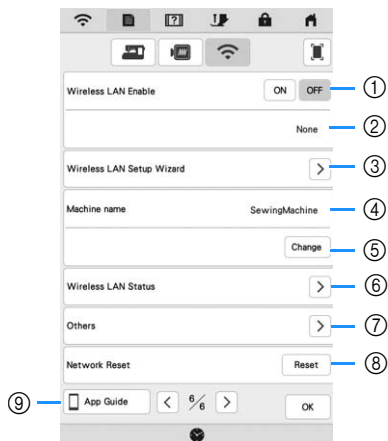 Wireless LAN Enable ON OFF ①
None ②
Wireless LAN Setup Wizard > ③
Machine name SewingMachine ④
Change ⑤
Wireless LAN Status > ⑥
Others > ⑦
Network Reset Reset ⑧
⑨ App Guide < 6/6 > OK